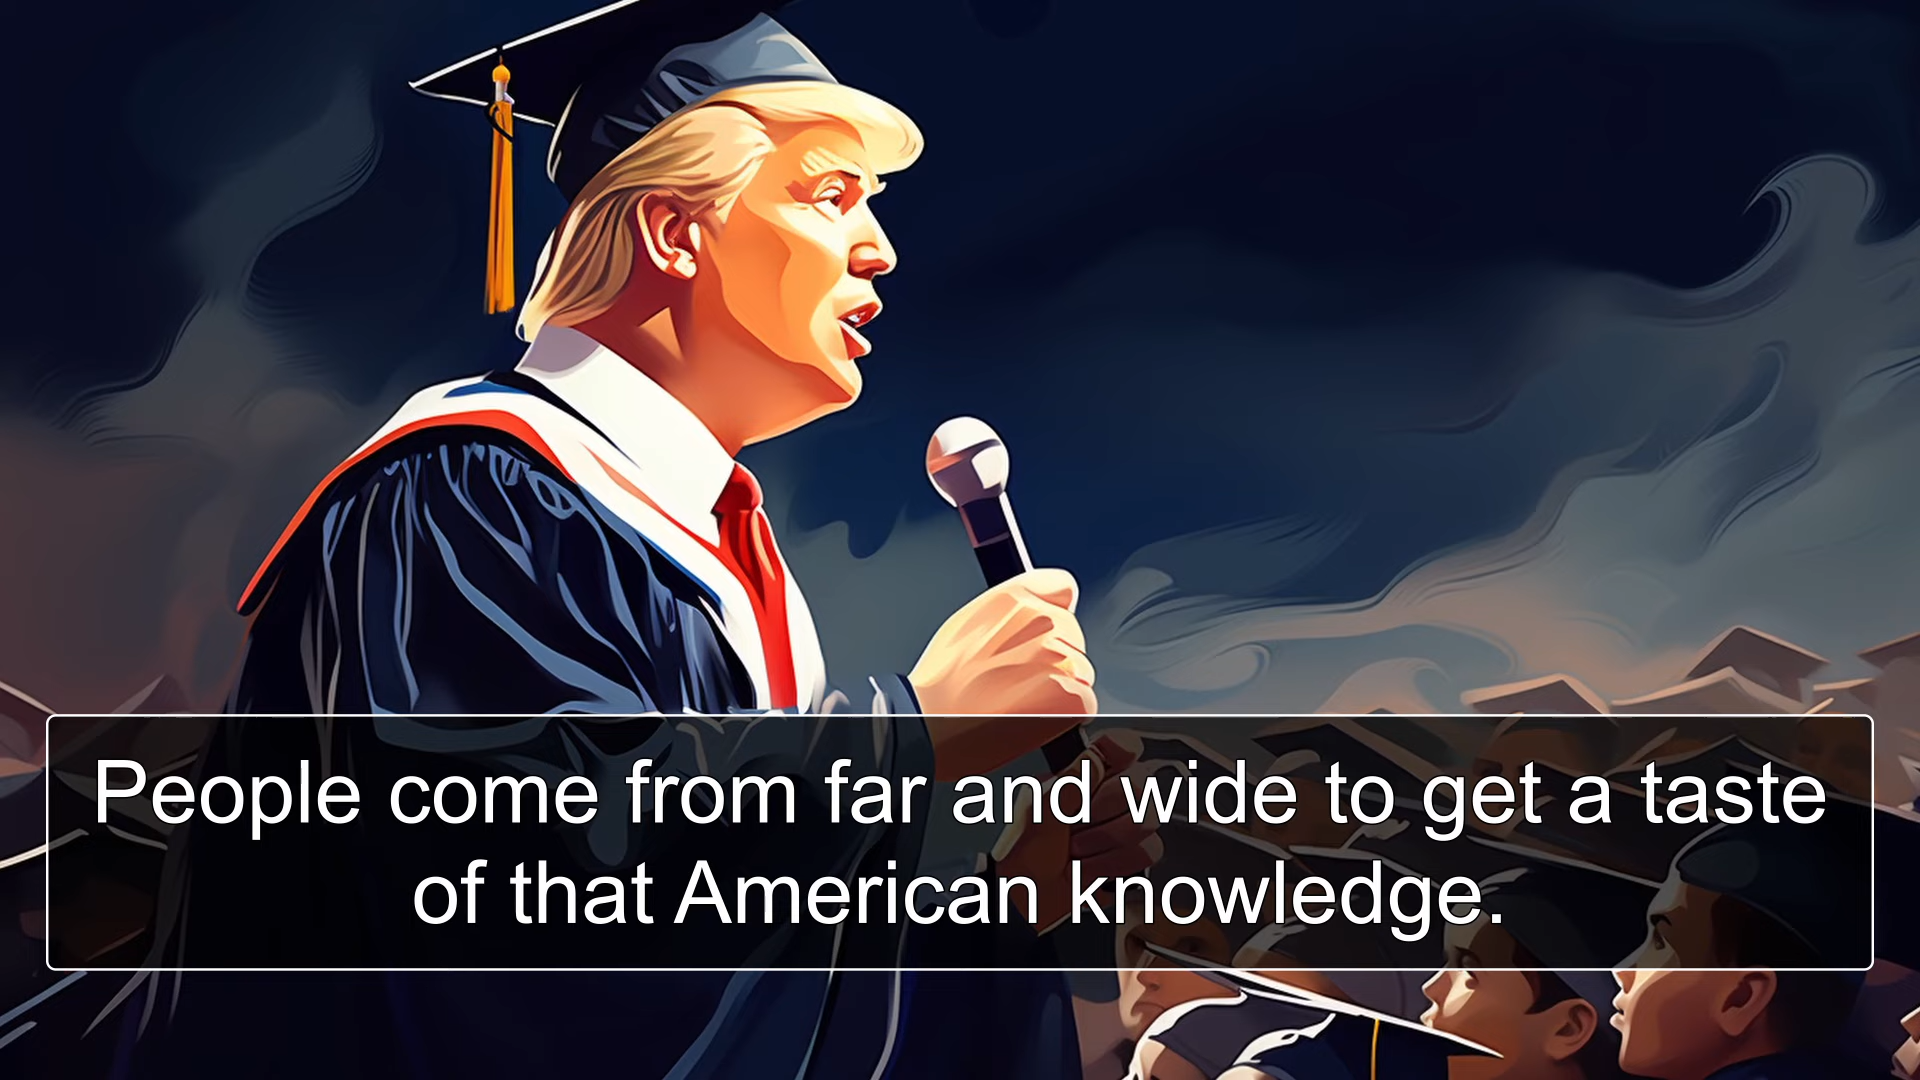 People come from far and wide to get a taste
of that American knowledge.